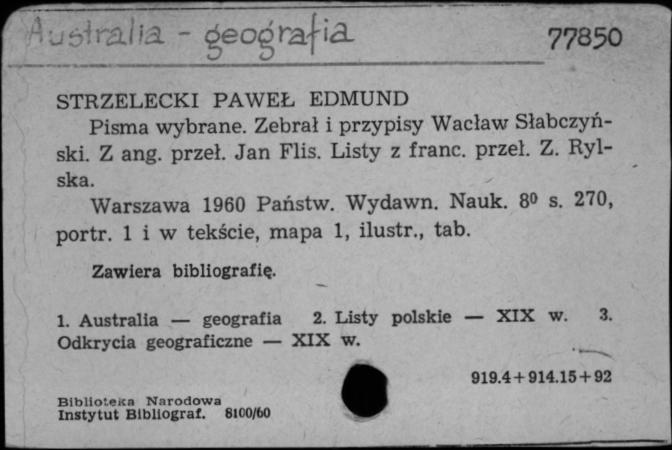 Australia - geografia
77850
STRZELECKI PAWEŁ EDMUND
Pisma wybrane. Zebrał i przypisy Wacław Słabczyń-
ski. Z ang. przeł. Jan Flis. Listy z franc. przeł. Z. Ryl-
ska.
Warszawa 1960 Państw. Wydawn. Nauk. 8⁰ s. 270,
portr. 1 i w tekście, mapa 1, ilustr., tab.
Zawiera bibliografię.
1. Australia — geografia 2. Listy polskie — XIX w. 3.
Odkrycia geograficzne — XIX w.
919.4+914.15+92
Biblioteka Narodowa
Instytut Bibliograf. 8100/60